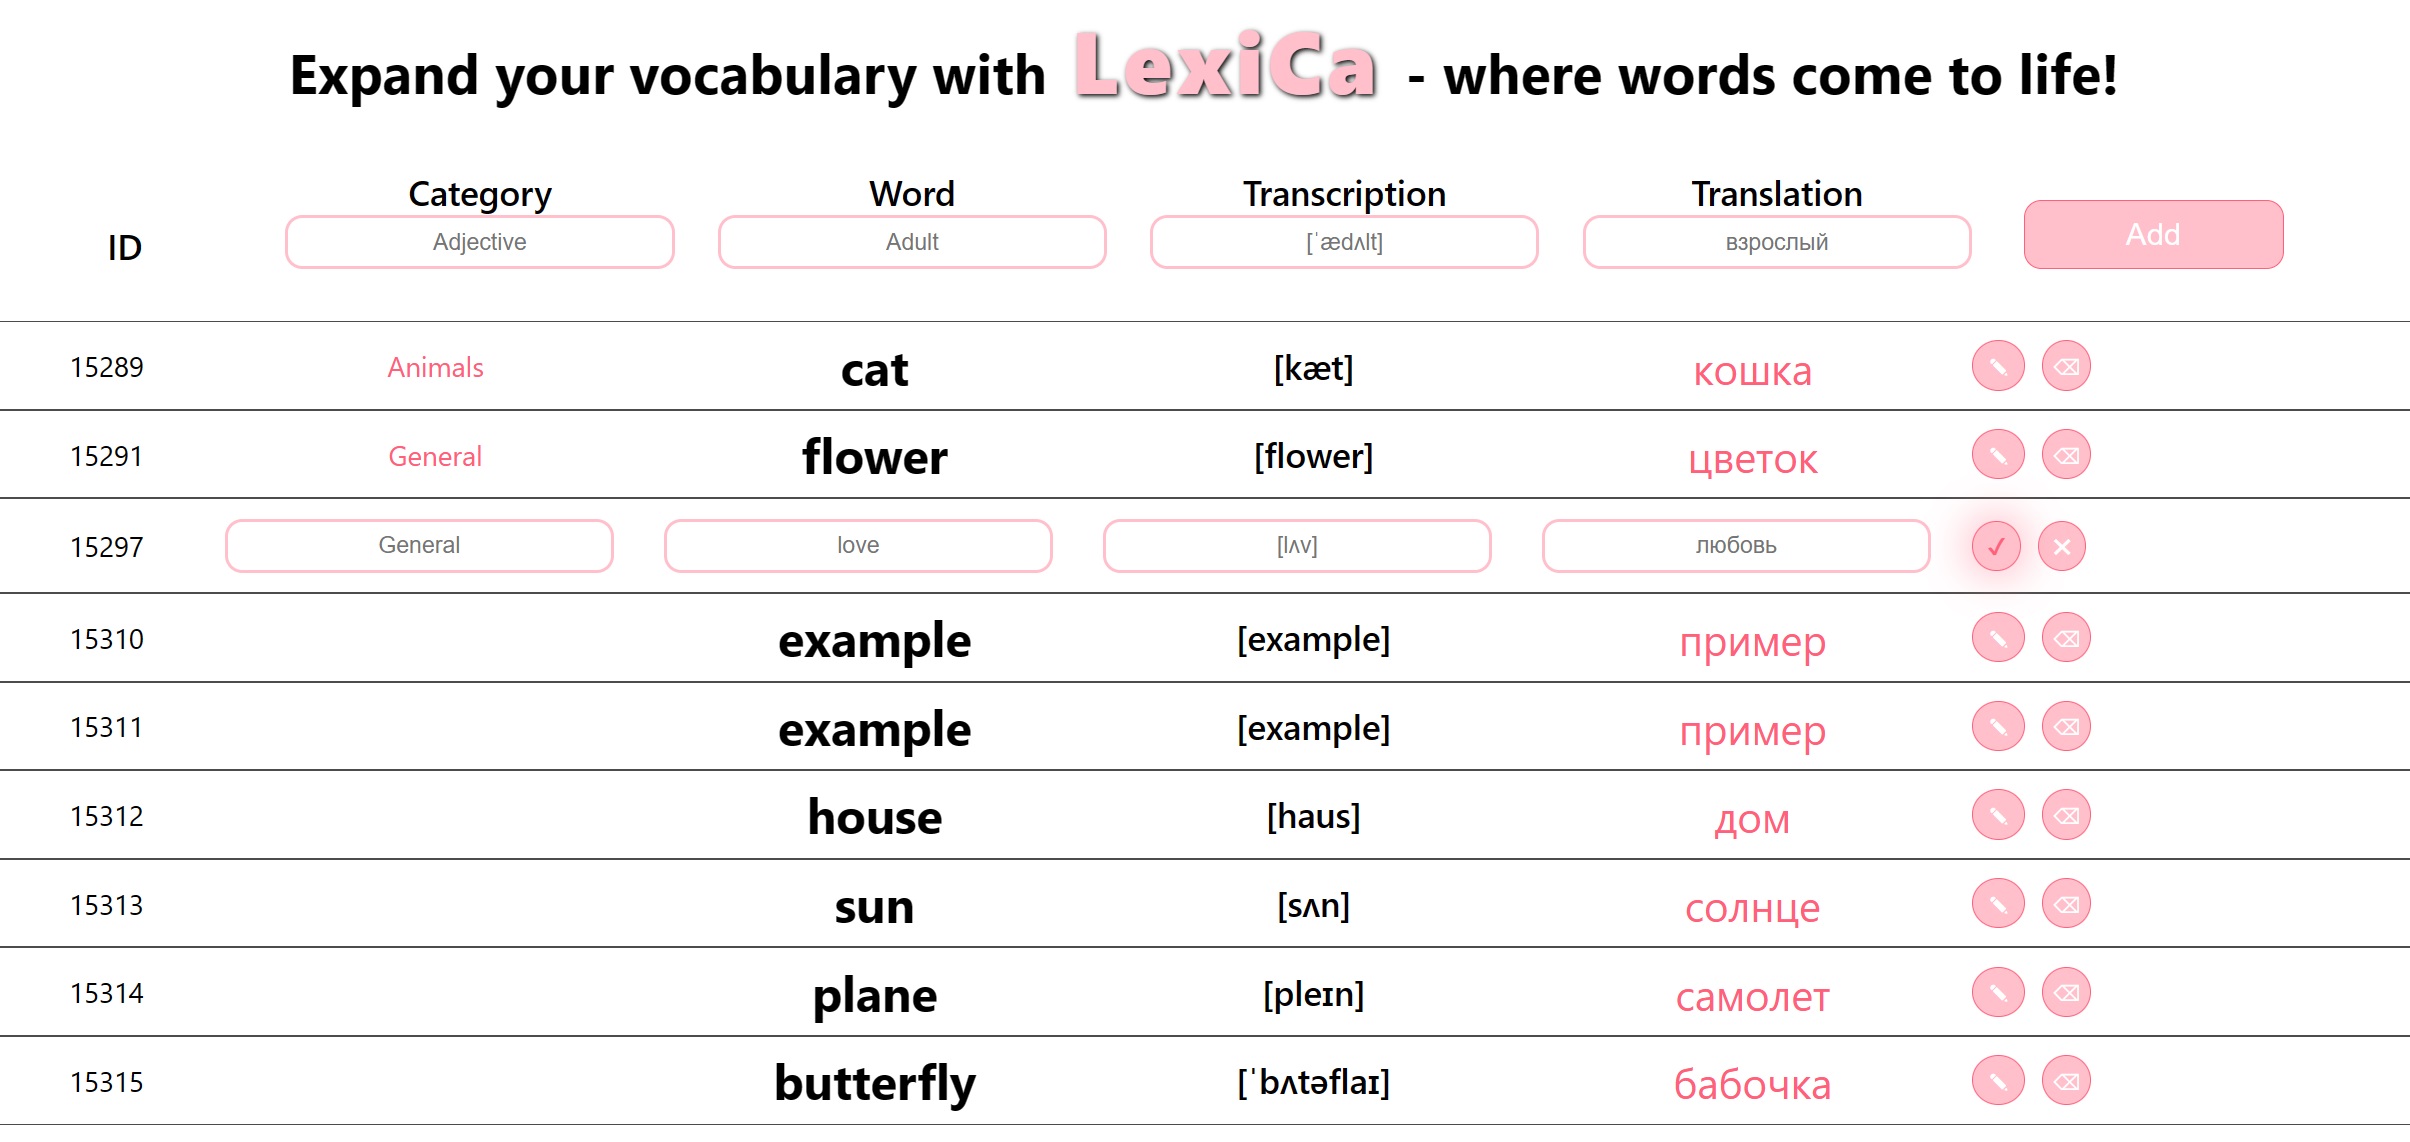 Expand your vocabulary with LexiCa - where words come to life!
ID Category Word Transcription Translation
Adjective Adult [ˈædʌlt] взрослый Add
15289 Animals cat [kæt] кошка
15291 General flower [flower] цветок
15297 General love [lʌv] любовь
15310 example [example] пример
15311 example [example] пример
15312 house [haus] дом
15313 sun [sʌn] солнце
15314 plane [pleɪn] самолет
15315 butterfly [ˈbʌtəflaɪ] бабочка